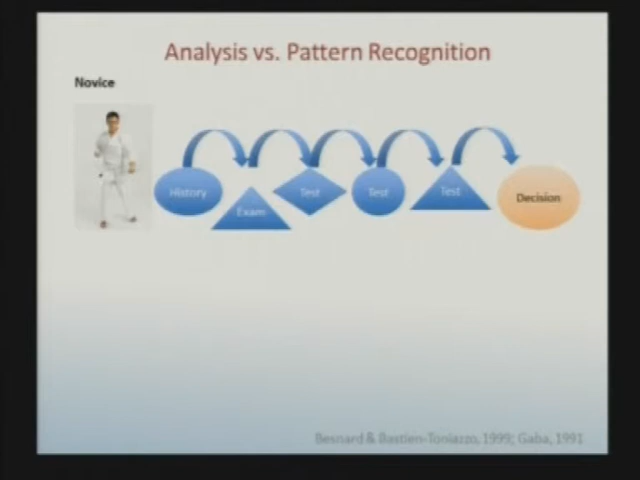 Analysis vs. Pattern Recognition
Novice
History
Exam
Test
Test
Test
Decision
Besnard & Bastien-Toniazzo, 1999; Gaba, 1991